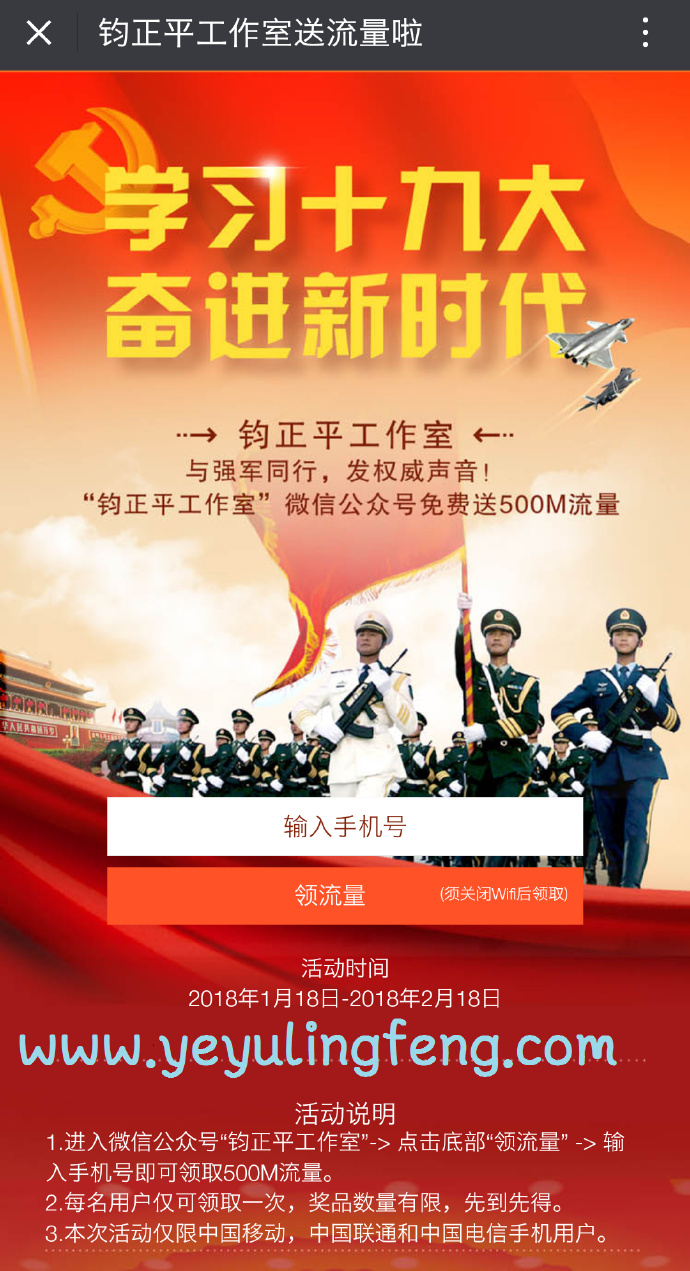 钧正平工作室送流量啦
学习十九大
奋进新时代
钧正平工作室
与强军同行，发权威声音！
“钧正平工作室”微信公众号免费送500M流量
华人民共和国万岁
输入手机号
领流量 (须关闭Wifi后领取)
活动时间
2018年1月18日-2018年2月18日
www.yeyulingfeng.com
活动说明
1.进入微信公众号“钧正平工作室”-> 点击底部“领流量” -> 输
入手机号即可领取500M流量。
2.每名用户仅可领取一次，奖品数量有限，先到先得。
3.本次活动仅限中国移动，中国联通和中国电信手机用户。